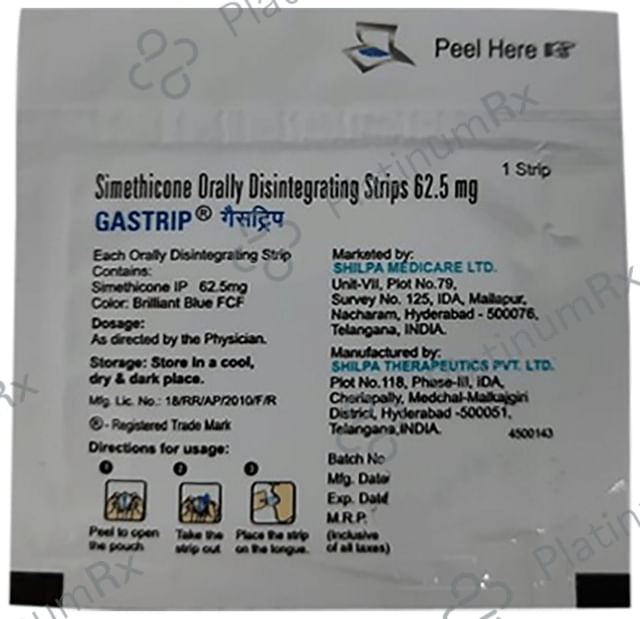 Peel Here
1 Strip
Simethicone Orally Disintegrating Strips 62.5 mg
GASTRIP® गैसट्रिप
Each Orally Disintegrating Strip
Contains:
Simethicone IP 62.5mg
Color: Brilliant Blue FCF
Dosage:
As directed by the Physician.
Storage: Store in a cool,
dry & dark place.
Mfg. Lic. No.: 18/RR/AP/2010/F/R
®- Registered Trade Mark
Directions for usage:
1 2 3
Peel to open
the pouch
Take the
strip out
Place the strip
on the tongue.
Marketed by:
SHILPA MEDICARE LTD.
Unit-VII, Plot No.79,
Survey No. 125, IDA, Mallapur,
Nacharam, Hyderabad - 500076,
Telangana, INDIA.
Manufactured by:
SHILPA THERAPEUTICS PVT. LTD.
Plot No.118, Phase-III, IDA,
Cherlapally, Medchal-Malkajgiri
District, Hyderabad -500051,
Telangana,INDIA.
4500143
Batch No
Mfg. Date
Exp. Date
M.R.P.
(Inclusive
of all taxes)
PlatinumRx
PlatinumRx
PlatinumRx
PlatinumRx